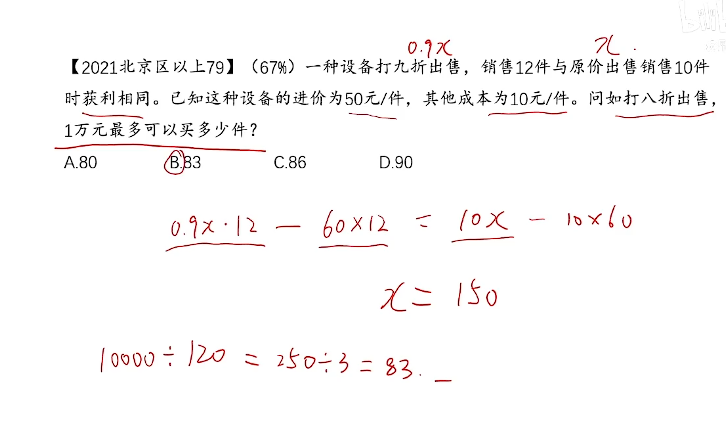 0.9x x
【2021北京区以上79】（67%）一种设备打九折出售，销售12件与原价出售销售10件
时获利相同。已知这种设备的进价为50元/件，其他成本为10元/件。问如打八折出售，
1万元最多可以买多少件？
A.80 B.83 C.86 D.90
0.9x·12 — 60×12 = 10x — 10×60
x = 150
10000÷120 = 250÷3 = 83.